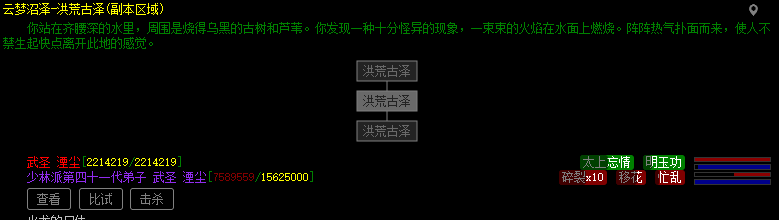 云梦沼泽-洪荒古泽(副本区域)
你站在齐腰深的水里，周围是烧得乌黑的古树和芦苇。你发现一种十分怪异的现象，一束束的火焰在水面上燃烧。阵阵热气扑面而来，使人不
禁生起快点离开此地的感觉。
洪荒古泽
洪荒古泽
洪荒古泽
武圣 湮尘[2214219/2214219]
太上忘情 明玉功
少林派第四十一代弟子 武圣 湮尘[7589559/15625000]
碎裂x10 移花 忙乱
查看 比试 击杀